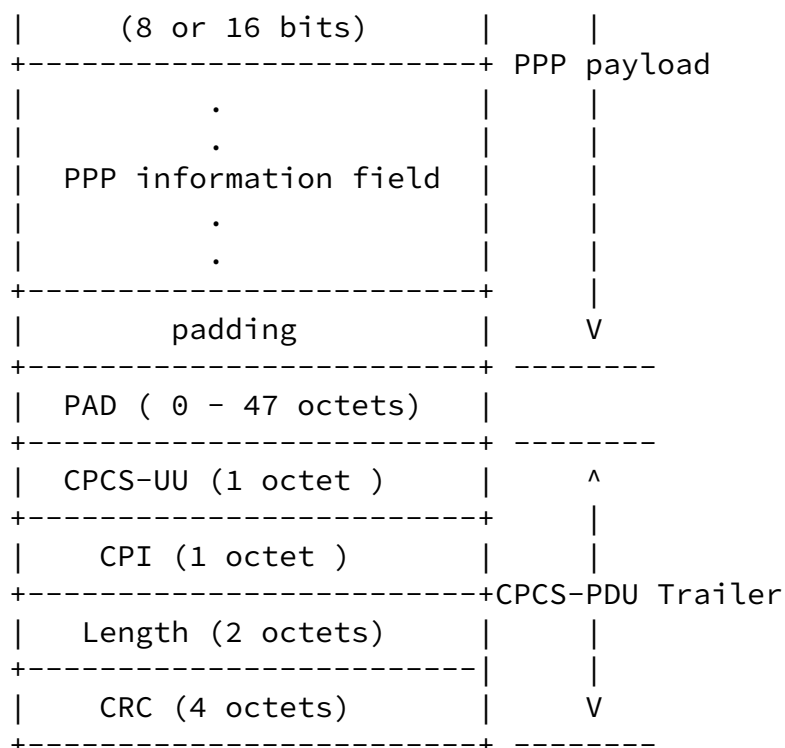 |     (8 or 16 bits)      |     |
+-------------------------+ PPP payload
|          .              |     |
|          .              |     |
|  PPP information field  |     |
|          .              |     |
|          .              |     |
+-------------------------+     |
|        padding          |     V
+-------------------------+ --------
|  PAD ( 0 - 47 octets)   |
+-------------------------+ --------
|  CPCS-UU (1 octet )     |     ^
+-------------------------+     |
|    CPI (1 octet )       |     |
+-------------------------+CPCS-PDU Trailer
|   Length (2 octets)     |     |
+-------------------------|     |
|    CRC (4 octets)       |     V
+-------------------------+ --------